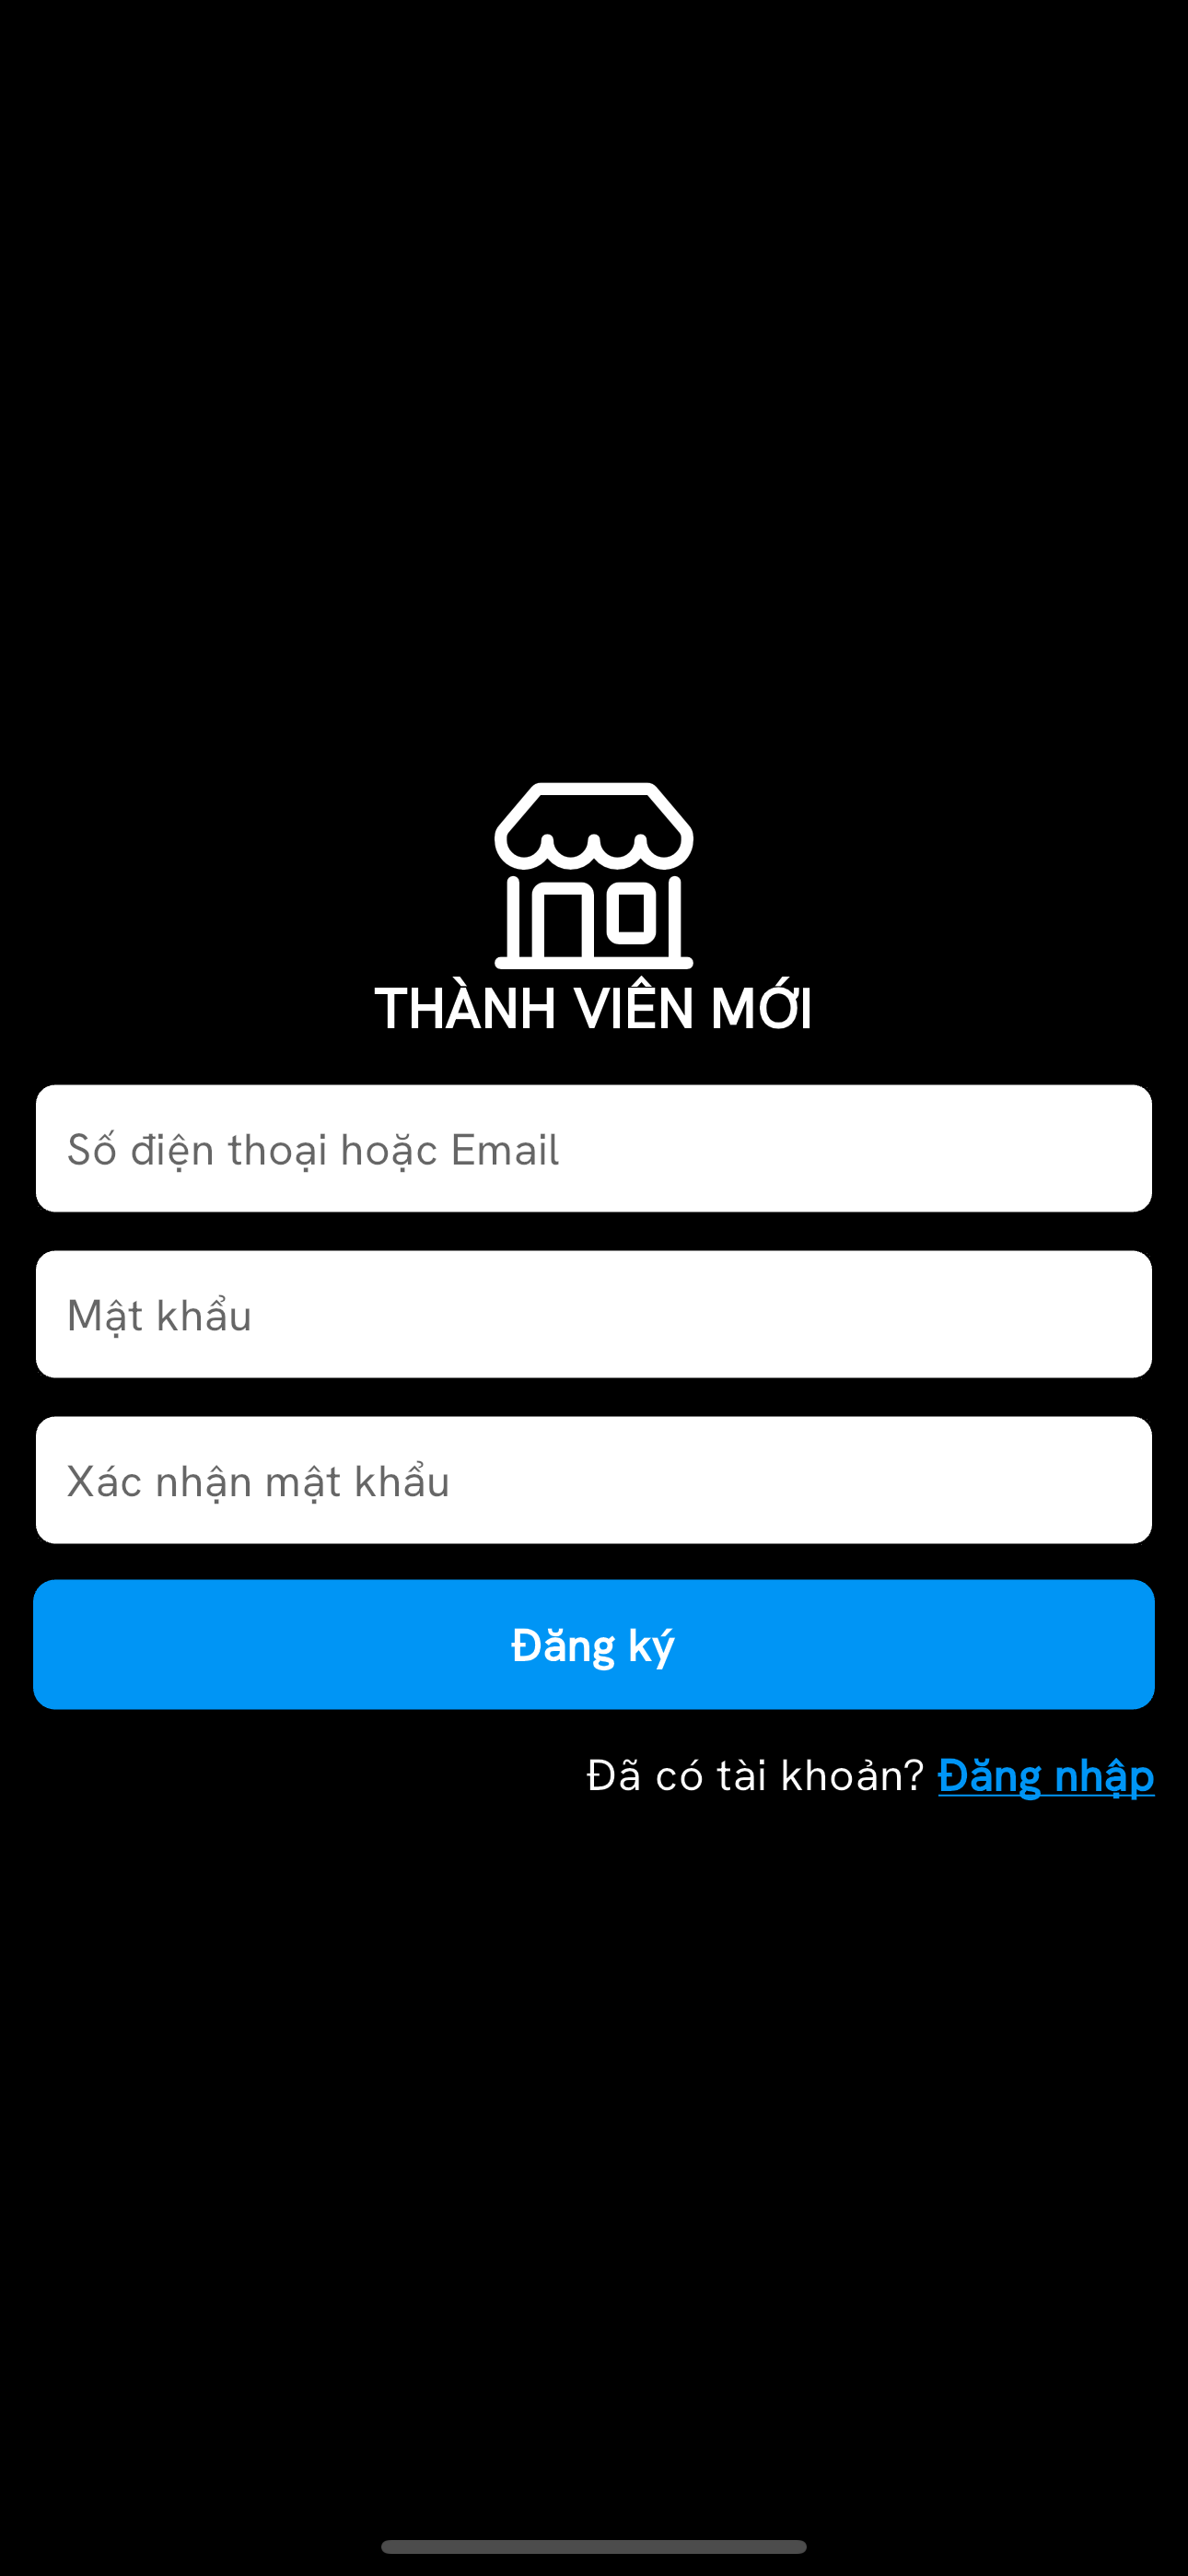 THÀNH VIÊN MỚI
Số điện thoại hoặc Email
Mật khẩu
Xác nhận mật khẩu
Đăng ký
Đã có tài khoản? Đăng nhập